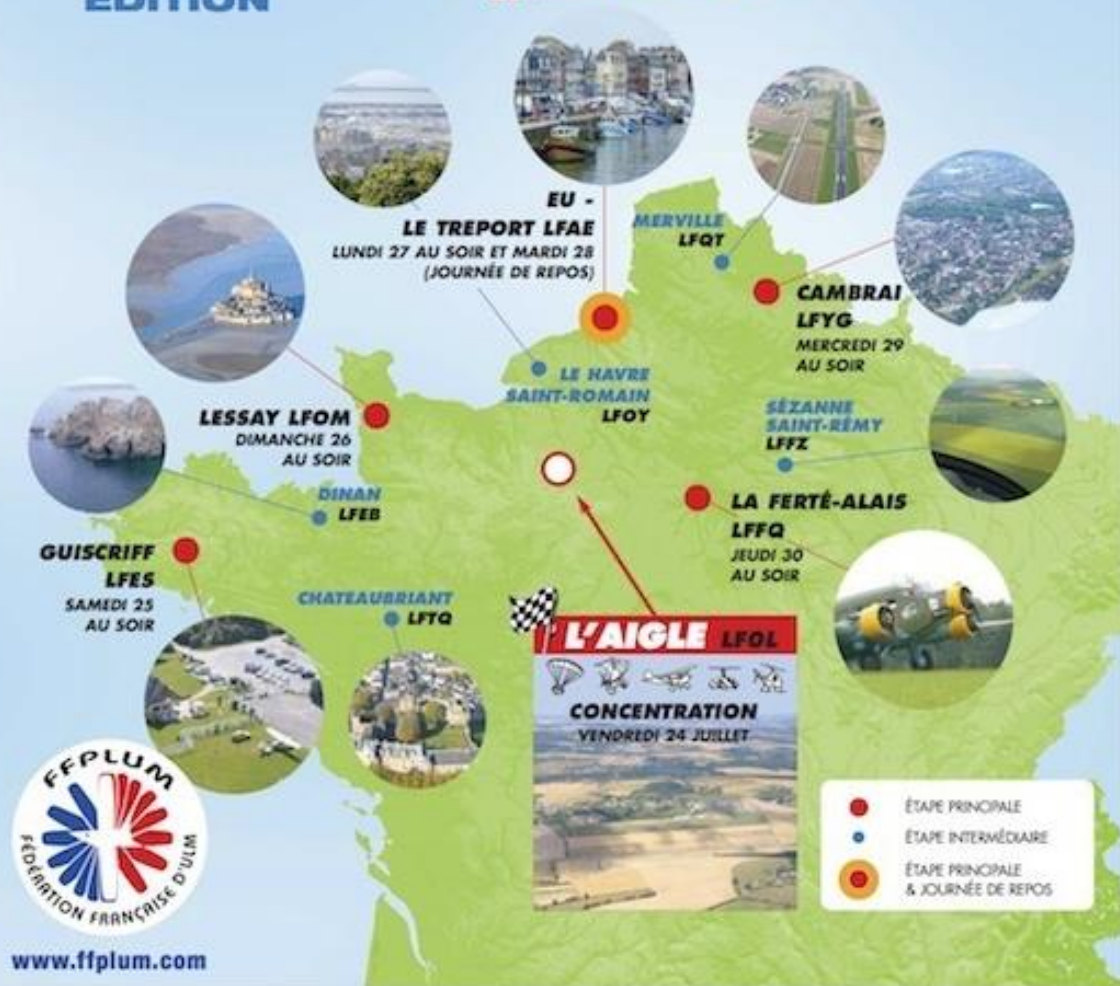 EDITION
EU -
LE TREPORT LFAE
LUNDI 27 AU SOIR ET MARDI 28
(JOURNÉE DE REPOS)
MERVILLE
LFQT
CAMBRAI
LFYG
MERCREDI 29
AU SOIR
LE HAVRE
SAINT-ROMAIN
LFOY
LESSAY LFOM
DIMANCHE 26
AU SOIR
SÉZANNE
SAINT-RÉMY
LFFZ
DINAN
LFEB
LA FERTÉ-ALAIS
LFFQ
JEUDI 30
AU SOIR
GUISCRIFF
LFES
SAMEDI 25
AU SOIR
CHATEAUBRIANT
LFTQ
L'AIGLE LFOL
CONCENTRATION
VENDREDI 24 JUILLET
FFPLUM
FÉDÉRATION FRANÇAISE D'ULM
www.ffplum.com
ÉTAPE PRINCIPALE
ÉTAPE INTERMÉDIAIRE
ÉTAPE PRINCIPALE
& JOURNÉE DE REPOS